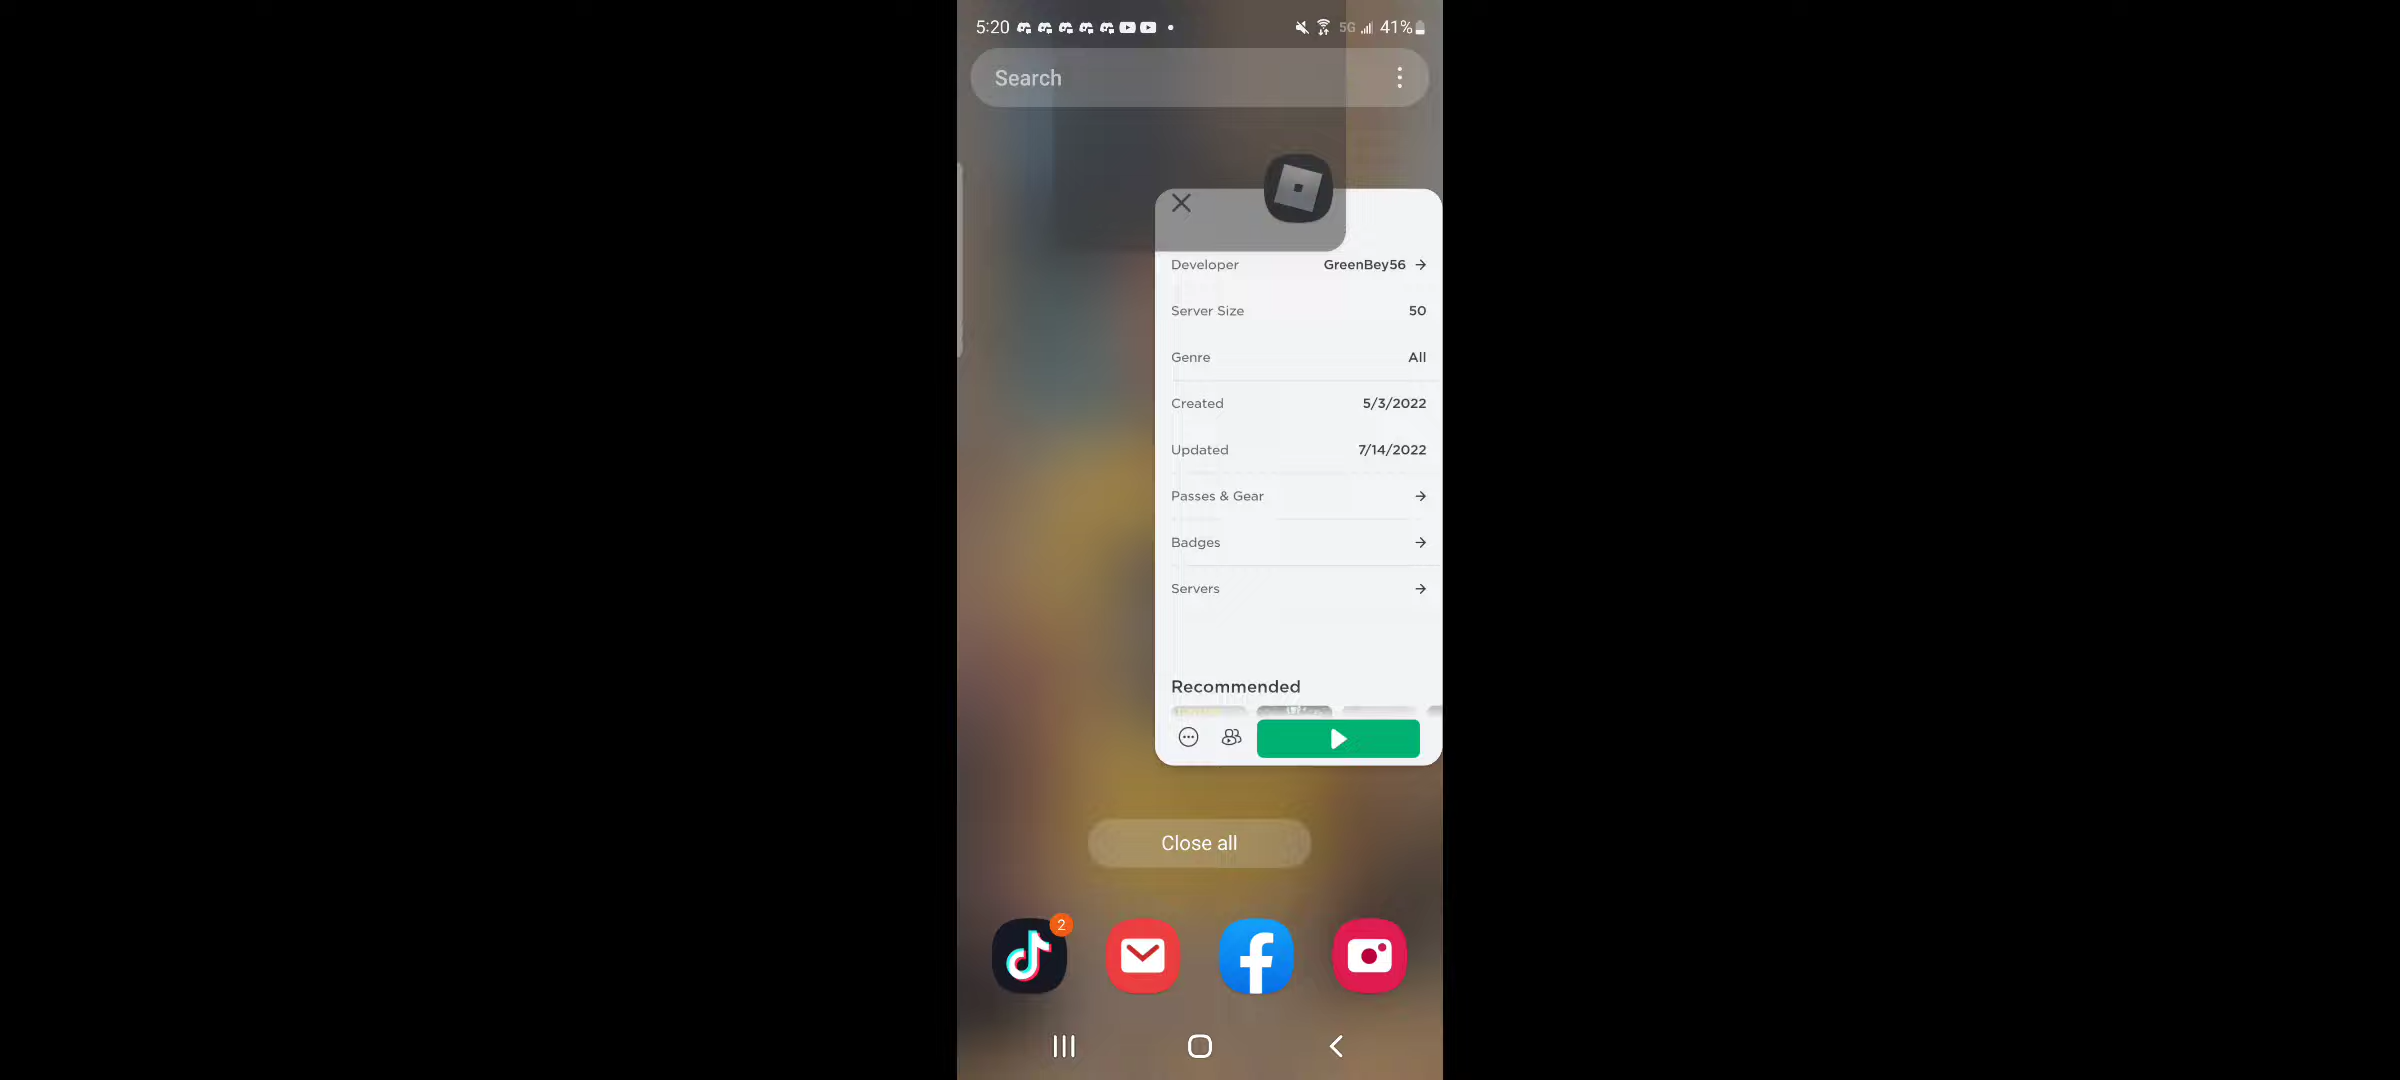 5:20 5G 41%
Search
Developer GreenBey56
Server Size 50
Genre All
Created 5/3/2022
Updated 7/14/2022
Passes & Gear
Badges
Servers
Recommended
Close all
2